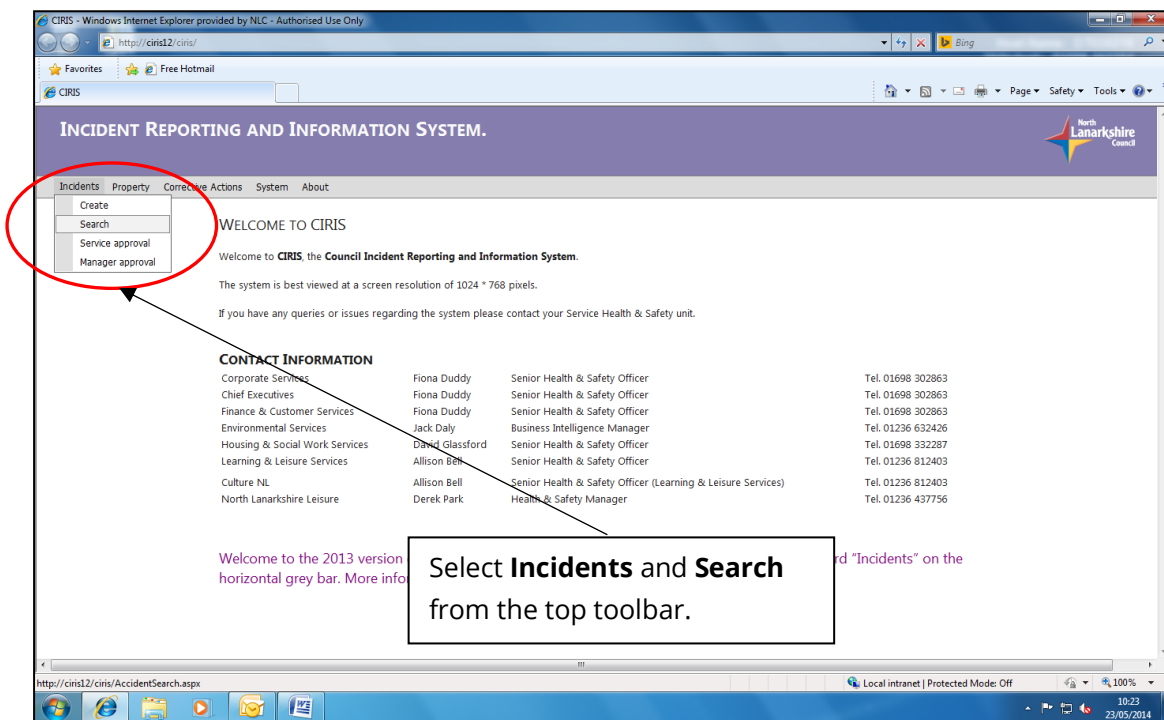 CIRIS - Windows Internet Explorer provided by NLC - Authorised Use Only
http://ciris12/ciris/
Bing
Favorites Free Hotmail
CIRIS
Page Safety Tools
INCIDENT REPORTING AND INFORMATION SYSTEM.
North
Lanarkshire
Council
Incidents Property Corrective Actions System About
Create
Search
Service approval
Manager approval
WELCOME TO CIRIS
Welcome to CIRIS, the Council Incident Reporting and Information System.
The system is best viewed at a screen resolution of 1024 * 768 pixels.
If you have any queries or issues regarding the system please contact your Service Health & Safety unit.
CONTACT INFORMATION
Corporate Services Fiona Duddy Senior Health & Safety Officer Tel. 01698 302863
Chief Executives Fiona Duddy Senior Health & Safety Officer Tel. 01698 302863
Finance & Customer Services Fiona Duddy Senior Health & Safety Officer Tel. 01698 302863
Environmental Services Jack Daly Business Intelligence Manager Tel. 01236 632426
Housing & Social Work Services David Glassford Senior Health & Safety Officer Tel. 01698 332287
Learning & Leisure Services Allison Bell Senior Health & Safety Officer Tel. 01236 812403
Culture NL Allison Bell Senior Health & Safety Officer (Learning & Leisure Services) Tel. 01236 812403
North Lanarkshire Leisure Derek Park Health & Safety Manager Tel. 01236 437756
Welcome to the 2013 version "Incidents" on the
horizontal grey bar. More
Select Incidents and Search
from the top toolbar.
http://ciris12/ciris/AccidentSearch.aspx
Local intranet | Protected Mode: Off
100%
10:23
23/05/2014